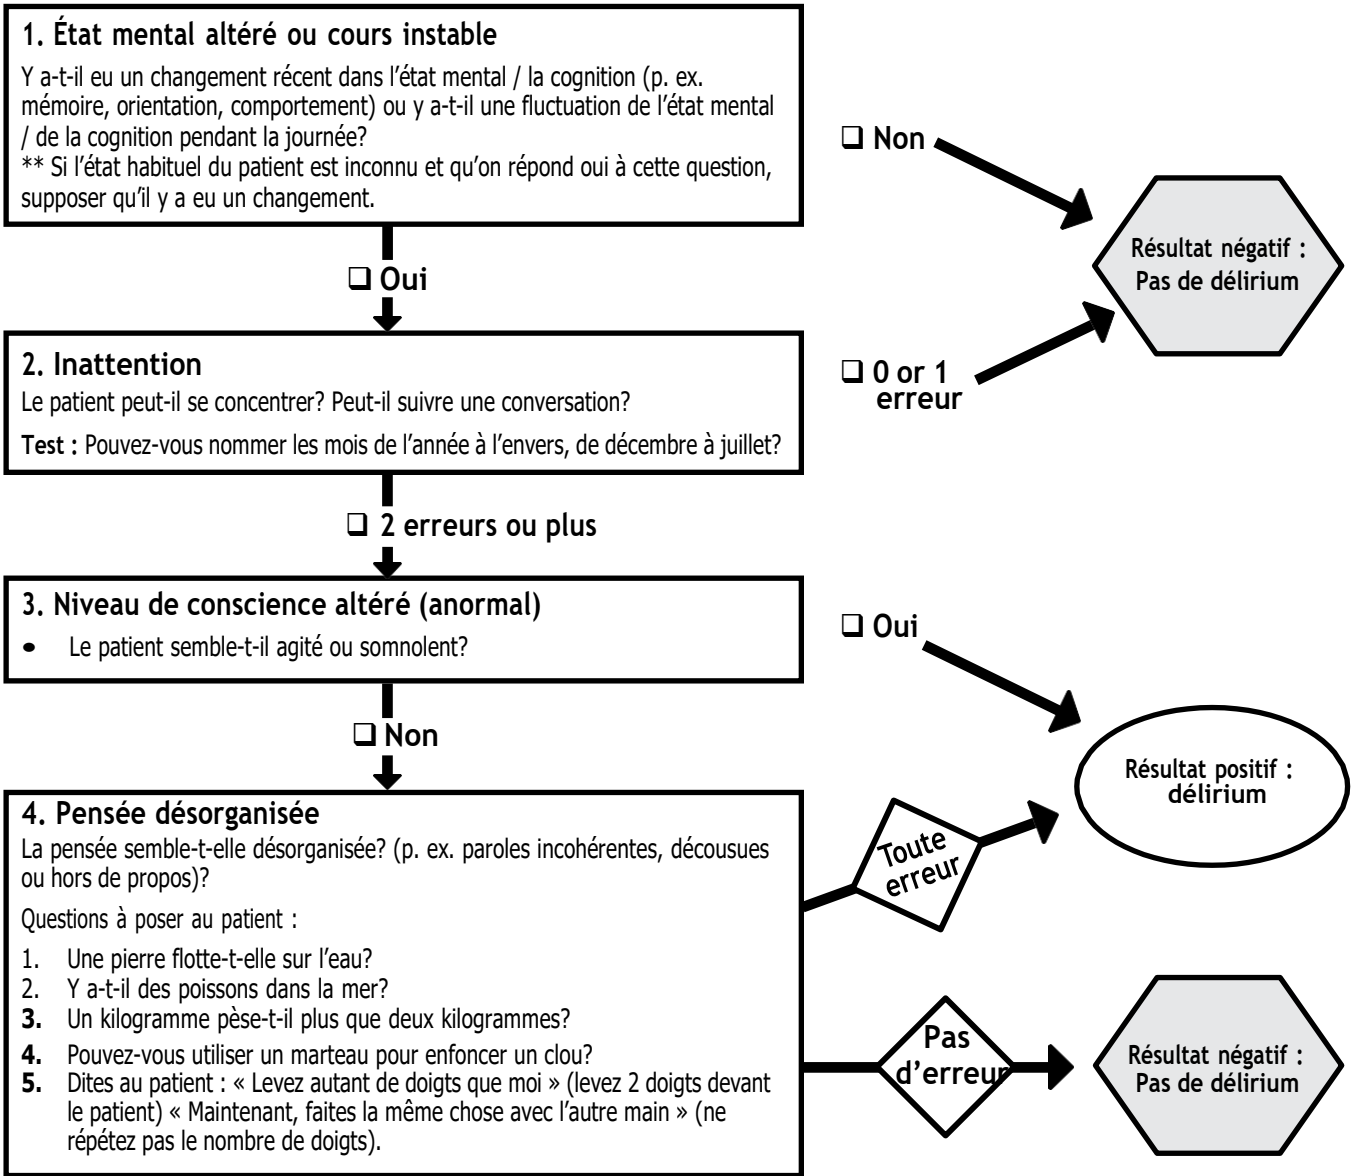 1. État mental altéré ou cours instable
Y a-t-il eu un changement récent dans l’état mental / la cognition (p. ex.
mémoire, orientation, comportement) ou y a-t-il une fluctuation de l’état mental
/ de la cognition pendant la journée?
** Si l’état habituel du patient est inconnu et qu’on répond oui à cette question,
supposer qu’il y a eu un changement.
❑ Non
Résultat négatif :
Pas de délirium
❑ Oui
2. Inattention
Le patient peut-il se concentrer? Peut-il suivre une conversation?
Test : Pouvez-vous nommer les mois de l’année à l’envers, de décembre à juillet?
❑ 0 or 1
erreur
❑ 2 erreurs ou plus
3. Niveau de conscience altéré (anormal)
• Le patient semble-t-il agité ou somnolent?
❑ Oui
❑ Non
Résultat positif :
délirium
4. Pensée désorganisée
La pensée semble-t-elle désorganisée? (p. ex. paroles incohérentes, décousues
ou hors de propos)?
Questions à poser au patient :
1. Une pierre flotte-t-elle sur l’eau?
2. Y a-t-il des poissons dans la mer?
3. Un kilogramme pèse-t-il plus que deux kilogrammes?
4. Pouvez-vous utiliser un marteau pour enfoncer un clou?
5. Dites au patient : « Levez autant de doigts que moi » (levez 2 doigts devant
le patient) « Maintenant, faites la même chose avec l’autre main » (ne
répétez pas le nombre de doigts).
Toute
erreur
Pas
d’erreur
Résultat négatif :
Pas de délirium